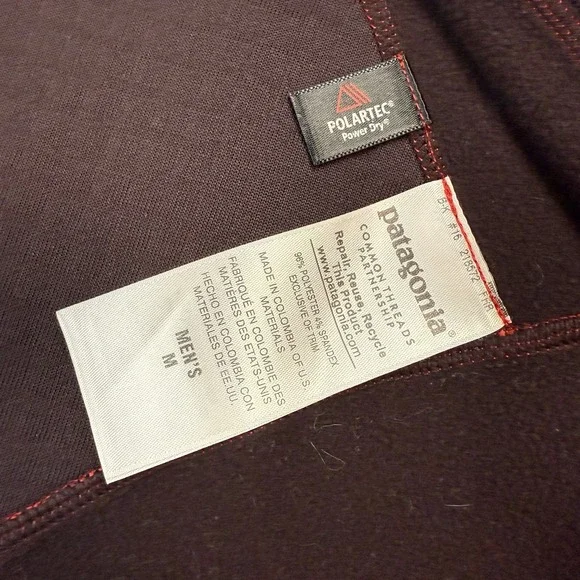 POLARTEC®
Power Dry®
patagonia®
COMMON THREADS
PARTNERSHIP
Repair, Reuse, Recycle
This Product
www.patagonia.com
96% POLYESTER 4% SPANDEX
EXCLUSIVE OF TRIM
MADE IN COLOMBIA OF U.S.
MATERIALS
FABRIQUÉ EN COLOMBIE DES
MATIÈRES DES ETATS-UNIS
HECHO EN COLOMBIA CON
MATERIALES DE EE.UU.
MEN'S
M